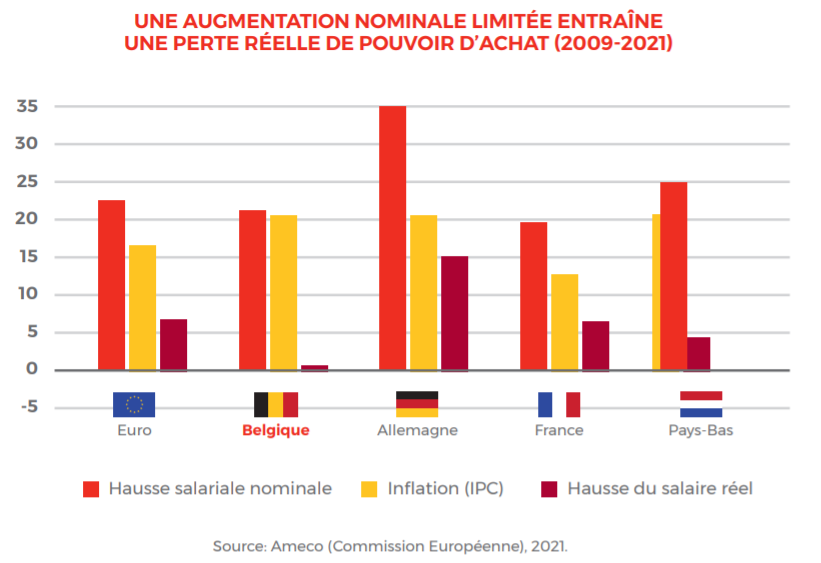 UNE AUGMENTATION NOMINALE LIMITÉE ENTRAÎNE
UNE PERTE RÉELLE DE POUVOIR D'ACHAT (2009-2021)
35
30
25
20
15
10
5
0
-5
Euro
Belgique
Allemagne
France
Pays-Bas
Hausse salariale nominale
Inflation (IPC)
Hausse du salaire réel
Source: Ameco (Commission Européenne), 2021.